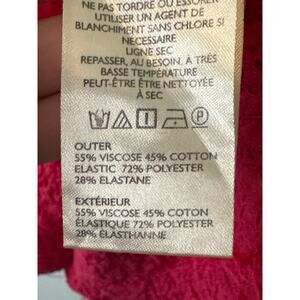 NE PAS TORDRE OU ESSORER
UTILISER UN AGENT DE
BLANCHIMENT SANS CHLORE SI
NECESSAIRE
LIGNE SEC
REPASSER, AU BESOIN, À TRÈS
BASSE TEMPÉRATURE
PEUT-ÊTRE ÊTRE NETTOYÉE
À SEC
OUTER
55% VISCOSE 45% COTTON
ELASTIC 72% POLYESTER
28% ELASTANE
EXTÉRIEUR
55% VISCOSE 45% COTON
ÉLASTIQUE 72% POLYESTER
28% ÉLASTHANNE